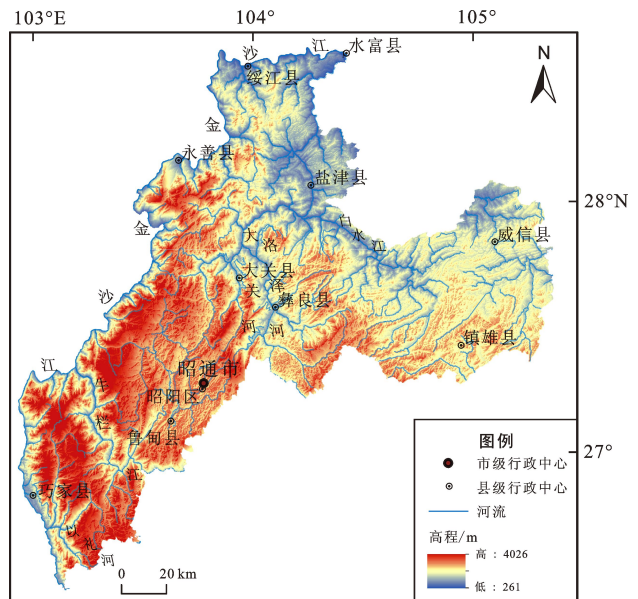 103°E
104°
105°
沙
江
水富县
绥江县
N
金
永善县
盐津县
28°N
金
大
洛
白
水
江
威信县
大关县
泽
关
彝良县
沙
河
河
江
镇雄县
昭通市
牛
昭阳区
栏
鲁甸县
27°
江
巧家县
以
礼
河
0
20 km
图例
市级行政中心
县级行政中心
河流
高程/m
高：4026
低：261